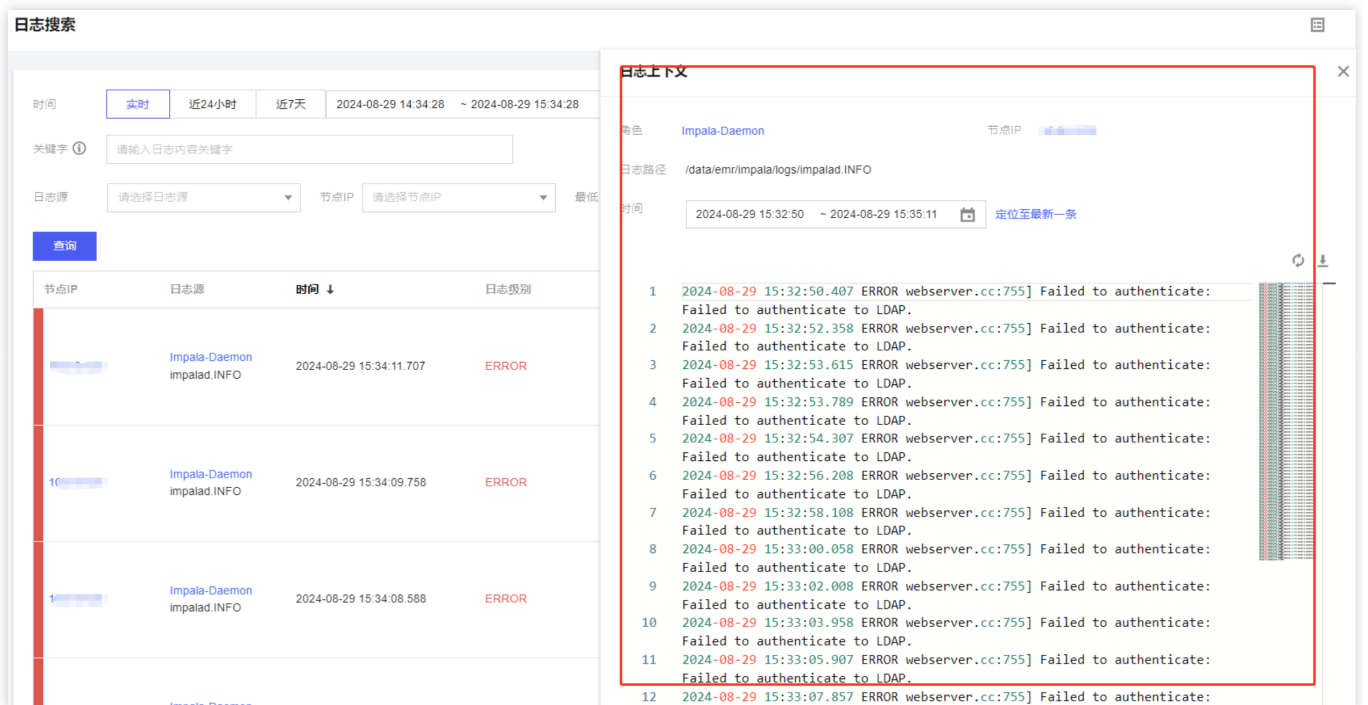 日志搜索
时间
实时
近24小时
近7天
2024-08-29 14:34:28 ~ 2024-08-29 15:34:28
关键字
请输入日志内容关键字
日志源
请选择日志源
节点IP
请选择节点IP
最低
查询
节点IP 日志源 时间 ↓ 日志级别
Impala-Daemon
impalad.INFO
2024-08-29 15:34:11.707
ERROR
Impala-Daemon
impalad.INFO
2024-08-29 15:34:09.758
ERROR
Impala-Daemon
impalad.INFO
2024-08-29 15:34:08.588
ERROR
日志上下文
角色 Impala-Daemon 节点IP
日志路径 /data/emr/impala/logs/impalad.INFO
时间 2024-08-29 15:32:50 ~ 2024-08-29 15:35:11 定位至最新一条
1 2024-08-29 15:32:50.407 ERROR webserver.cc:755] Failed to authenticate:
Failed to authenticate to LDAP.
2 2024-08-29 15:32:52.358 ERROR webserver.cc:755] Failed to authenticate:
Failed to authenticate to LDAP.
3 2024-08-29 15:32:53.615 ERROR webserver.cc:755] Failed to authenticate:
Failed to authenticate to LDAP.
4 2024-08-29 15:32:53.789 ERROR webserver.cc:755] Failed to authenticate:
Failed to authenticate to LDAP.
5 2024-08-29 15:32:54.307 ERROR webserver.cc:755] Failed to authenticate:
Failed to authenticate to LDAP.
6 2024-08-29 15:32:56.208 ERROR webserver.cc:755] Failed to authenticate:
Failed to authenticate to LDAP.
7 2024-08-29 15:32:58.108 ERROR webserver.cc:755] Failed to authenticate:
Failed to authenticate to LDAP.
8 2024-08-29 15:33:00.058 ERROR webserver.cc:755] Failed to authenticate:
Failed to authenticate to LDAP.
9 2024-08-29 15:33:02.008 ERROR webserver.cc:755] Failed to authenticate:
Failed to authenticate to LDAP.
10 2024-08-29 15:33:03.958 ERROR webserver.cc:755] Failed to authenticate:
Failed to authenticate to LDAP.
11 2024-08-29 15:33:05.907 ERROR webserver.cc:755] Failed to authenticate:
Failed to authenticate to LDAP.
12 2024-08-29 15:33:07.857 ERROR webserver.cc:755] Failed to authenticate: